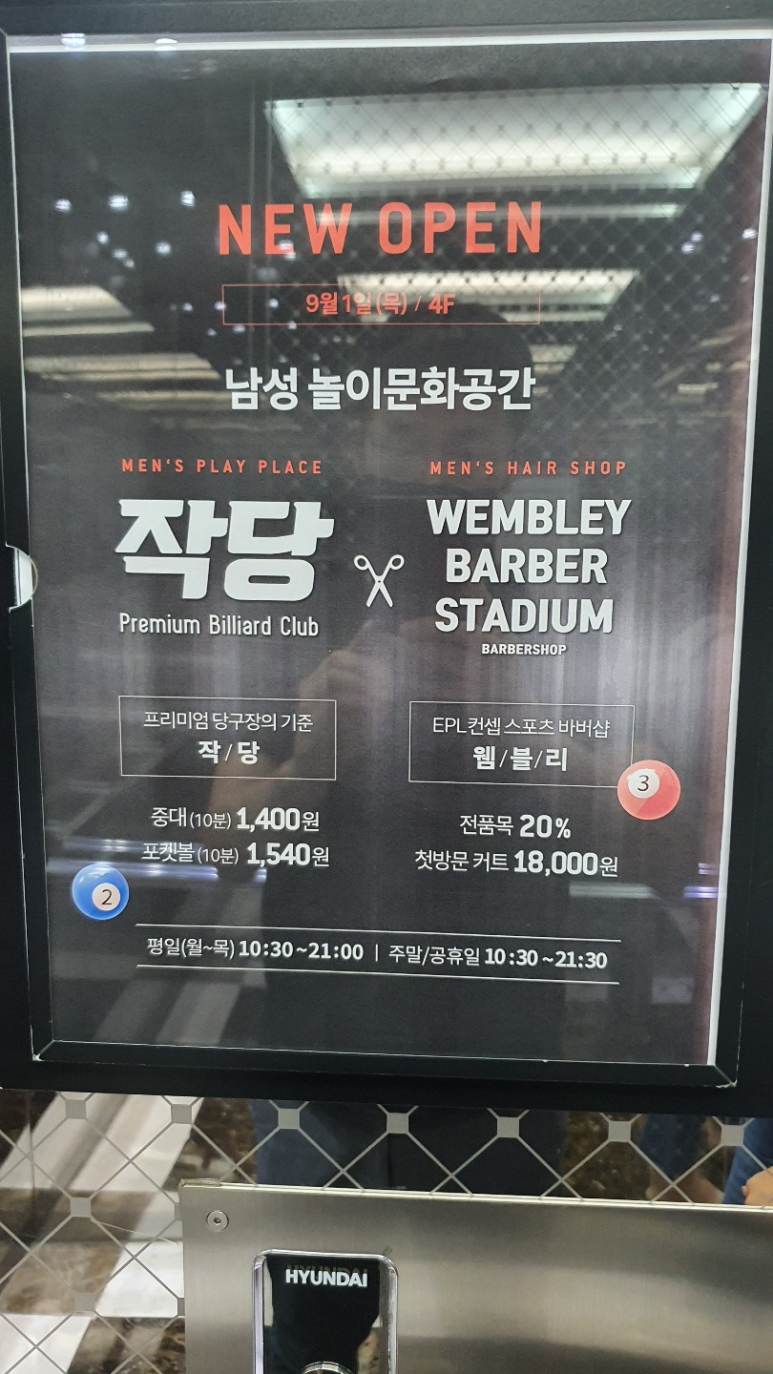 NEW OPEN
9월1일(목) / 4F
남성 놀이문화공간
MEN'S PLAY PLACE
작당
Premium Billiard Club
MEN'S HAIR SHOP
WEMBLEY
BARBER
STADIUM
BARBERSHOP
프리미엄 당구장의 기준
작/당
EPL컨셉 스포츠 바버샵
웸/블/리
3
중대(10분) 1,400원
포켓볼(10분) 1,540원
전품목 20%
첫방문 커트 18,000원
2
평일(월~목) 10:30~21:00 | 주말/공휴일 10:30~21:30
HYUNDAI